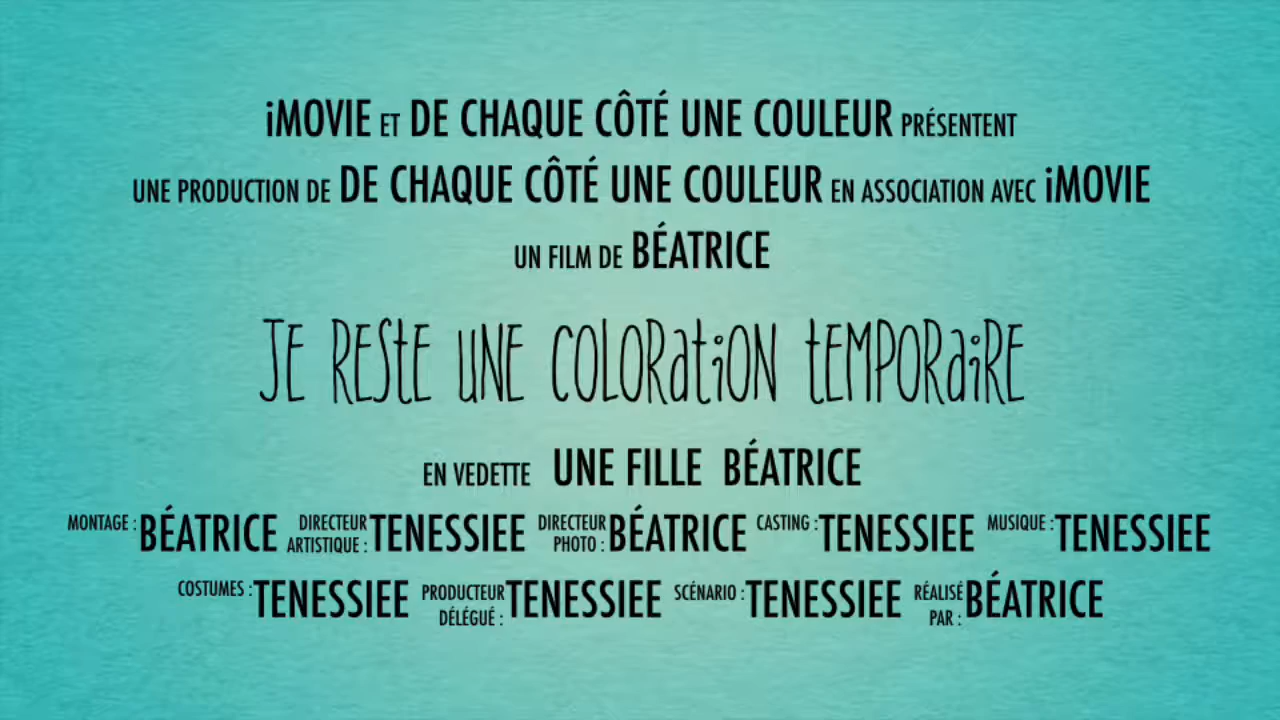 iMOVIE ET DE CHAQUE CÔTÉ UNE COULEUR PRÉSENTENT
UNE PRODUCTION DE DE CHAQUE CÔTÉ UNE COULEUR EN ASSOCIATION AVEC iMOVIE
UN FILM DE BÉATRICE
JE RESTE UNE COLORATION TEMPORAIRE
EN VEDETTE UNE FILLE BÉATRICE
MONTAGE : BÉATRICE DIRECTEUR ARTISTIQUE : TENESSIEE DIRECTEUR PHOTO : BÉATRICE CASTING : TENESSIEE MUSIQUE : TENESSIEE
COSTUMES : TENESSIEE PRODUCTEUR DÉLÉGUÉ : TENESSIEE SCÉNARIO : TENESSIEE RÉALISÉ PAR : BÉATRICE